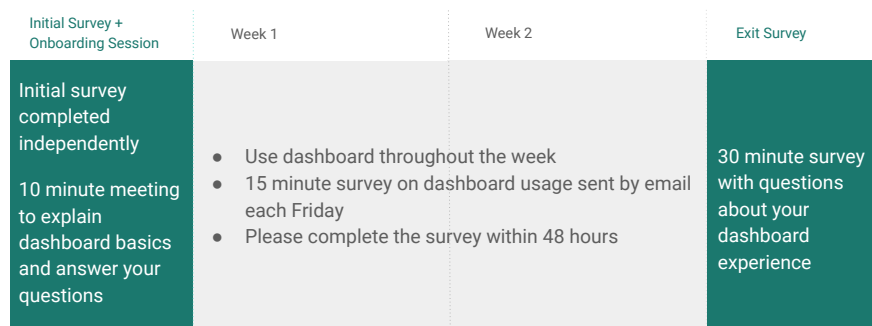 Initial Survey +
Onboarding Session
Week 1
Week 2
Exit Survey
Initial survey
completed
independently
10 minute meeting
to explain
dashboard basics
and answer your
questions
● Use dashboard throughout the week
● 15 minute survey on dashboard usage sent by email
each Friday
● Please complete the survey within 48 hours
30 minute survey
with questions
about your
dashboard
experience